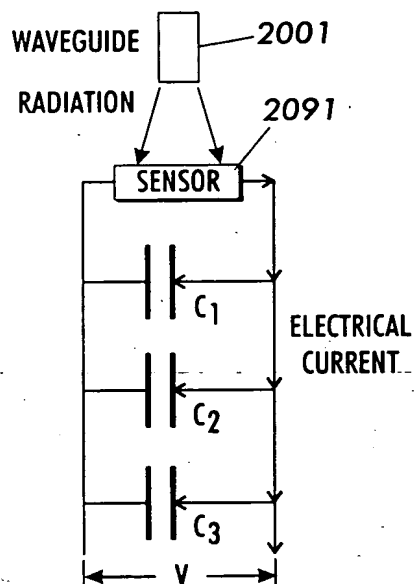 WAVEGUIDE
2001
RADIATION
2091
SENSOR
C1
ELECTRICAL
CURRENT
C2
C3
V